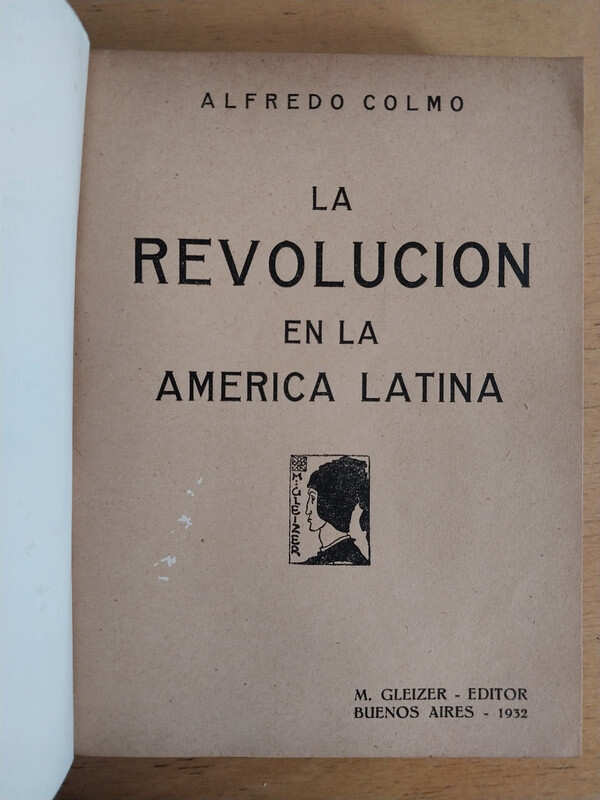 ALFREDO COLMO
LA
REVOLUCION
EN LA
AMERICA LATINA
M. GLEIZER
M. GLEIZER - EDITOR
BUENOS AIRES - 1932